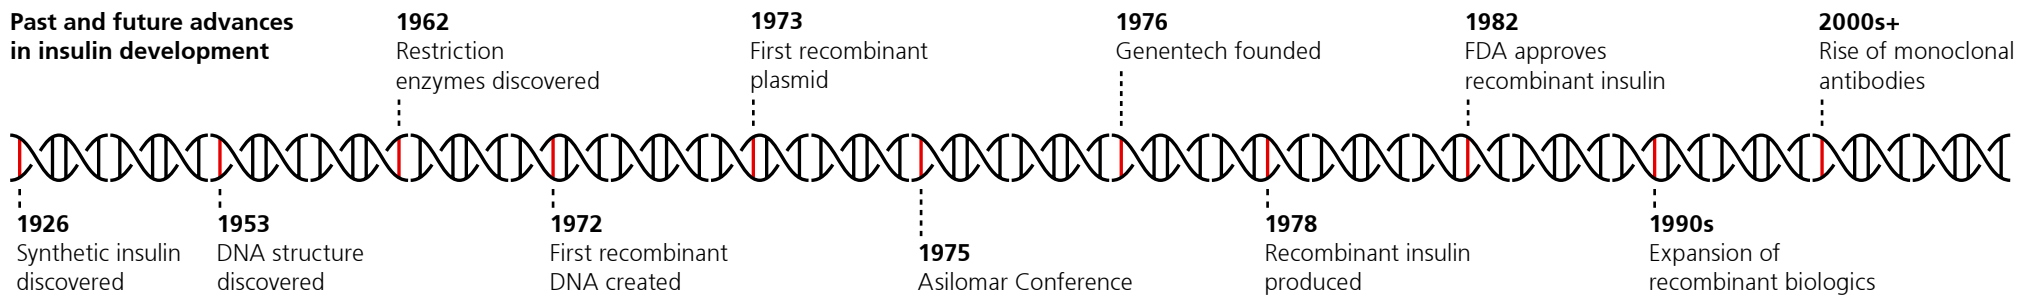 Past and future advances
in insulin development
1962
Restriction
enzymes discovered
1973
First recombinant
plasmid
1976
Genentech founded
1982
FDA approves
recombinant insulin
2000s+
Rise of monoclonal
antibodies
1926
Synthetic insulin
discovered
1953
DNA structure
discovered
1972
First recombinant
DNA created
1975
Asilomar Conference
1978
Recombinant insulin
produced
1990s
Expansion of
recombinant biologics